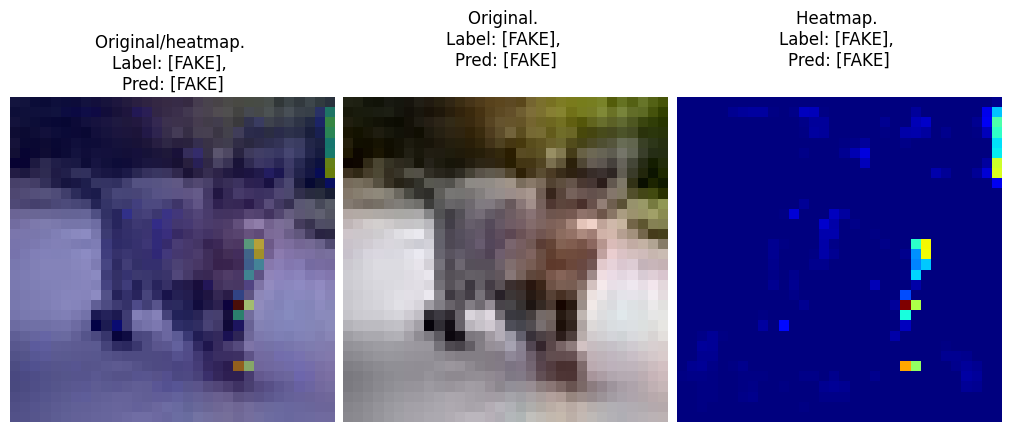 Original/heatmap.
Label: [FAKE],
Pred: [FAKE]
Original.
Label: [FAKE],
Pred: [FAKE]
Heatmap.
Label: [FAKE],
Pred: [FAKE]